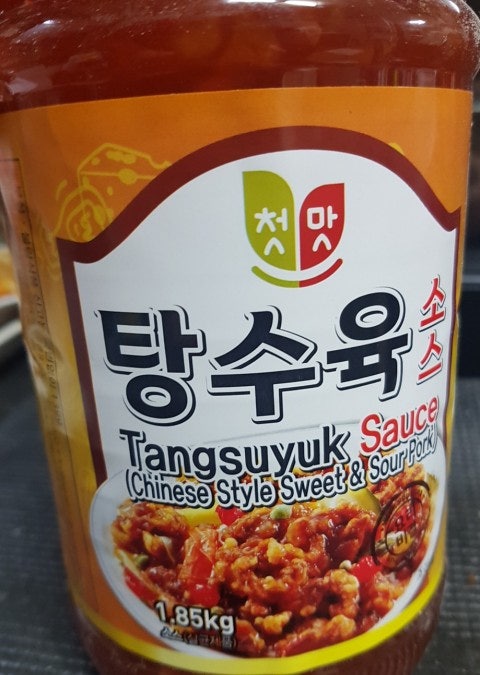 첫맛
탕수육
소스
Tangsuyuk Sauce
(Chinese Style Sweet & Sour Pork)
1.85kg